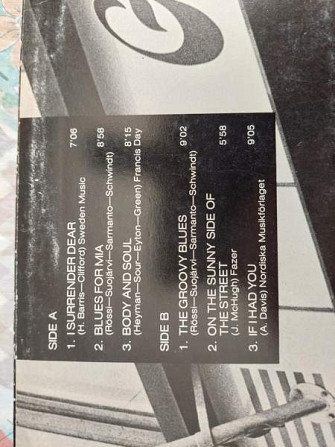 SIDE A
1. I SURRENDER DEAR 7'06
(H. Barris—Clifford) Sweden Music
2. BLUES FOR MIA 8'58
(Rossi—Suojärvi—Sarmanto—Schwindt)
3. BODY AND SOUL 8'15
(Heyman—Sour—Eyton—Green) Francis Day
SIDE B
1. THE GROOVY BLUES 9'02
(Rossi—Suojärvi—Sarmanto—Schwindt)
2. ON THE SUNNY SIDE OF
THE STREET 5'58
(J. McHugh) Fazer
3. IF I HAD YOU 9'05
(A. Davis) Nordiska Musikförlaget